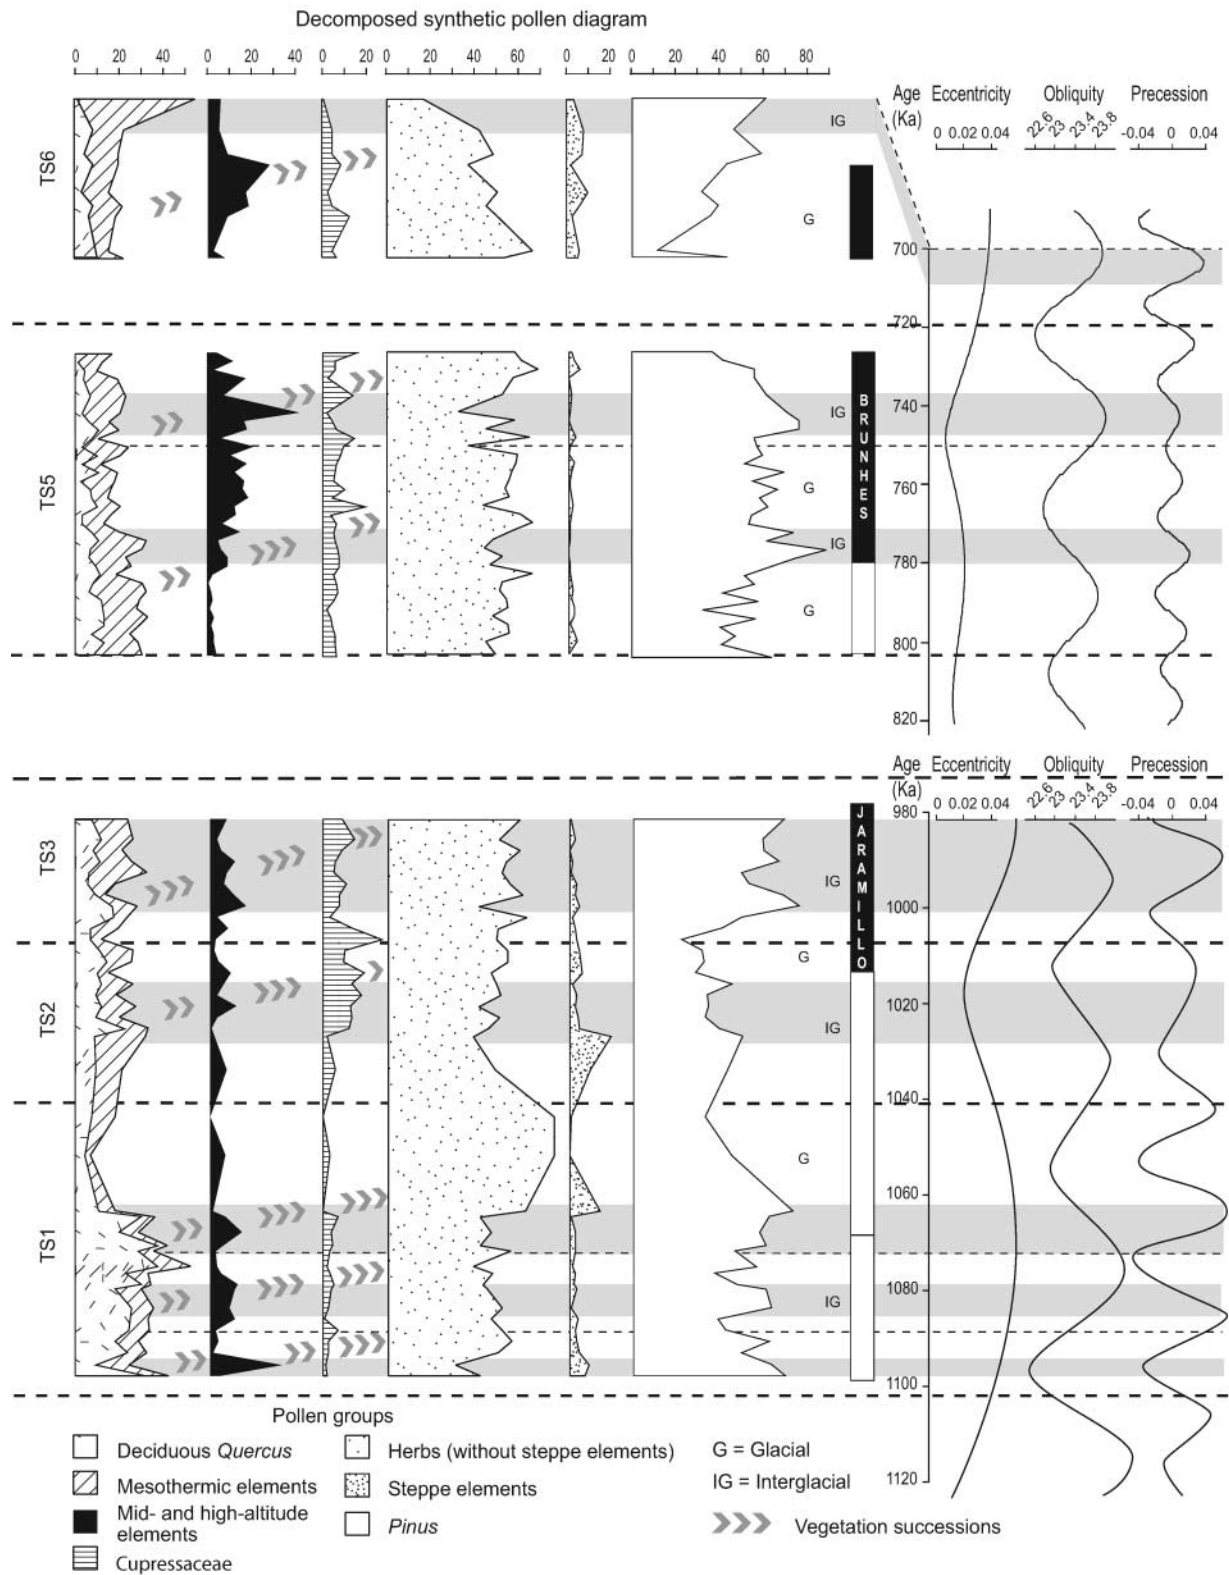 Decomposed synthetic pollen diagram
0 20 40 0 20 40 0 20 0 20 40 60 0 20 0 20 40 60 80
Age (Ka) Eccentricity Obliquity Precession
0 0.02 0.04 22.6 23 23.4 23.8 -0.04 0 0.04
TS6
IG
G
700
720
TS5
BRUNHES
IG
G
IG
G
740
760
780
800
820
Age (Ka) Eccentricity Obliquity Precession
0 0.02 0.04 22.6 23 23.4 23.8 -0.04 0 0.04
TS3
JARAMILLO
IG
G
TS2
IG
G
TS1
IG
980
1000
1020
1040
1060
1080
1100
1120
Pollen groups
Deciduous Quercus
Mesothermic elements
Mid- and high-altitude
elements
Cupressaceae
Herbs (without steppe elements)
Steppe elements
Pinus
G = Glacial
IG = Interglacial
Vegetation successions